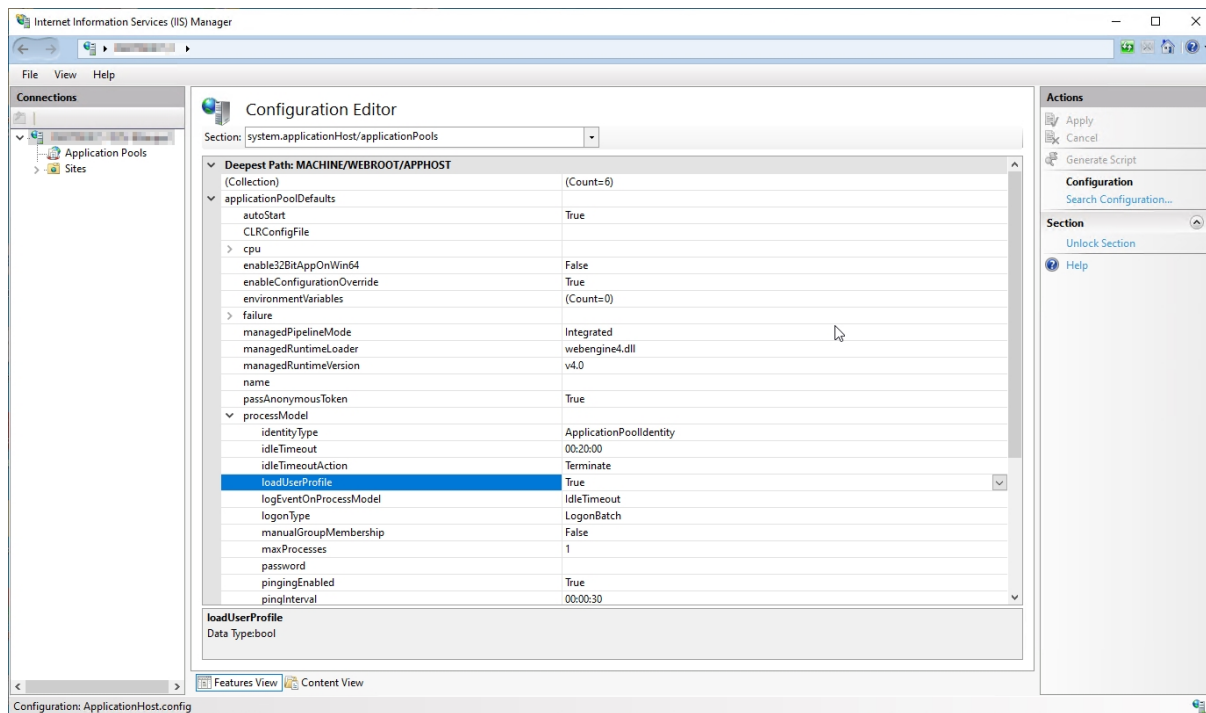 Internet Information Services (IIS) Manager
File View Help
Connections
Application Pools
Sites
Configuration Editor
Section: system.applicationHost/applicationPools
Deepest Path: MACHINE/WEBROOT/APPHOST
(Collection) (Count=6)
applicationPoolDefaults
autoStart True
CLRConfigFile
cpu
enable32BitAppOnWin64 False
enableConfigurationOverride True
environmentVariables (Count=0)
failure
managedPipelineMode Integrated
managedRuntimeLoader webengine4.dll
managedRuntimeVersion v4.0
name
passAnonymousToken True
processModel
identityType ApplicationPoolIdentity
idleTimeout 00:20:00
idleTimeoutAction Terminate
loadUserProfile True
logEventOnProcessModel IdleTimeout
logonType LogonBatch
manualGroupMembership False
maxProcesses 1
password
pingingEnabled True
pingInterval 00:00:30
loadUserProfile
Data Type:bool
Features View Content View
Actions
Apply
Cancel
Generate Script
Configuration
Search Configuration...
Section
Unlock Section
Help
Configuration: ApplicationHost.config